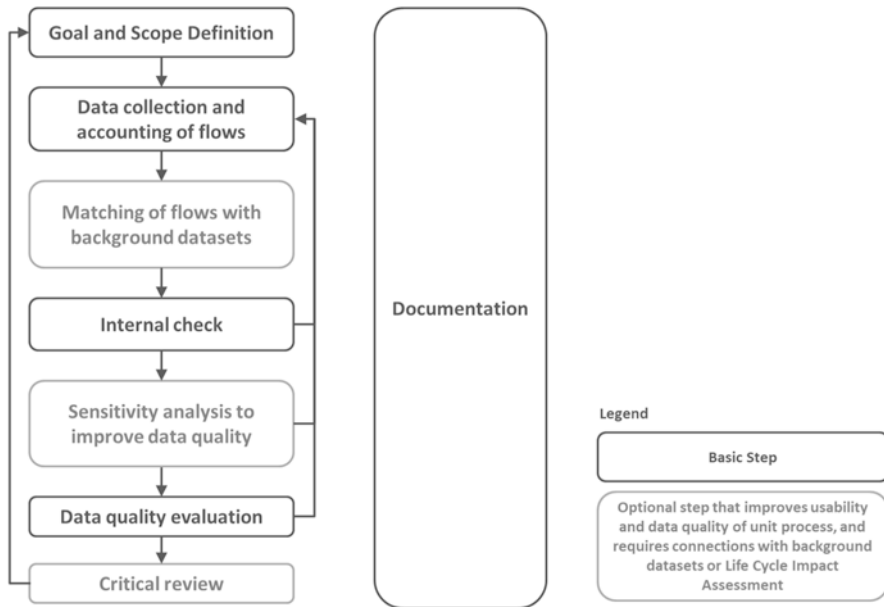 Goal and Scope Definition
Data collection and
accounting of flows
Matching of flows with
background datasets
Internal check
Sensitivity analysis to
improve data quality
Data quality evaluation
Critical review
Documentation
Legend
Basic Step
Optional step that improves usability
and data quality of unit process, and
requires connections with background
datasets or Life Cycle Impact
Assessment